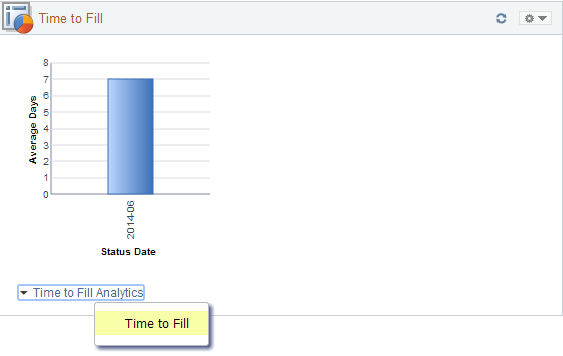 Time to Fill
8
7
6
5
4
3
2
1
0
Average Days
2014-06
Status Date
Time to Fill Analytics
Time to Fill